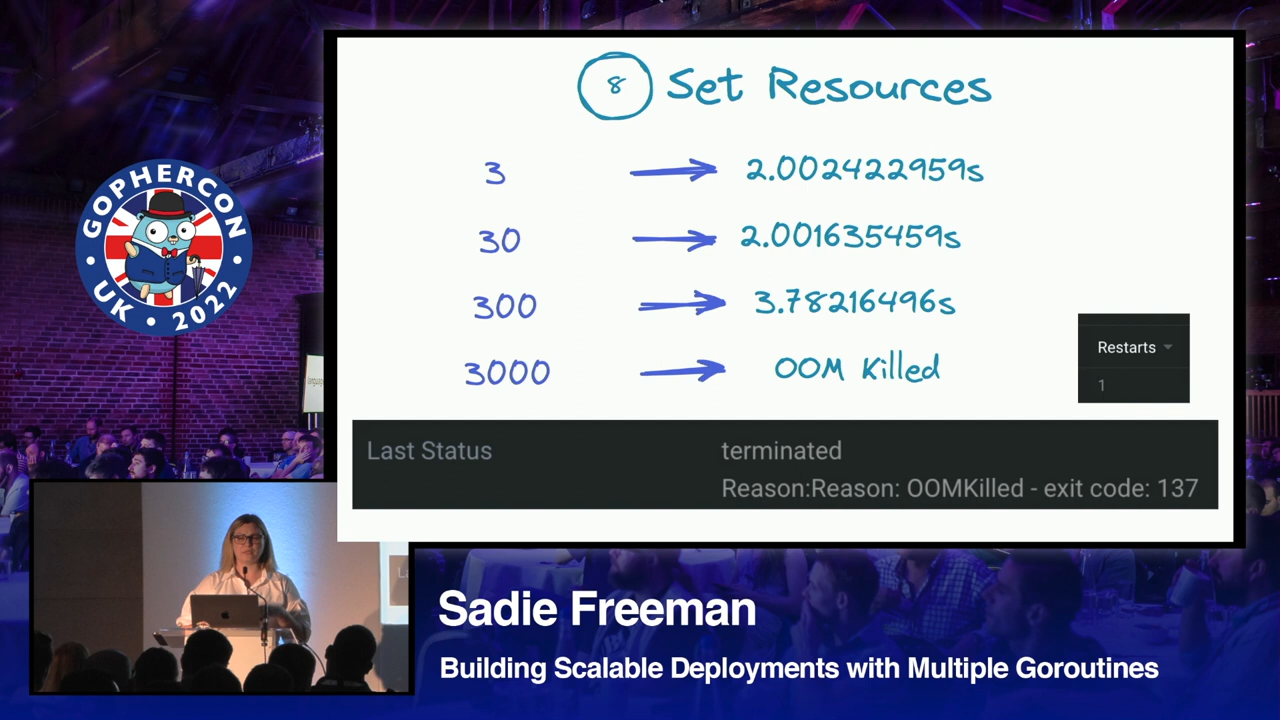 GOPHERCON
UK • 2022
8 Set Resources
3 → 2.002422959s
30 → 2.001635459s
300 → 3.78216496s
3000 → OOM Killed
Restarts
1
Last Status terminated
Reason:Reason: OOMKilled - exit code: 137
Sadie Freeman
Building Scalable Deployments with Multiple Goroutines